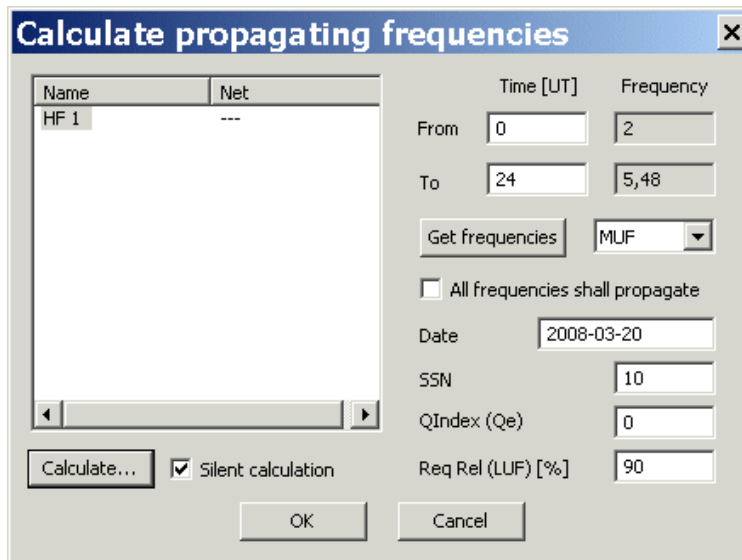 Calculate propagating frequencies
Name Net
HF 1 ---
Time [UT] Frequency
From 0 2
To 24 5,48
Get frequencies MUF
All frequencies shall propagate
Date 2008-03-20
SSN 10
QIndex (Qe) 0
Req Rel (LUF) [%] 90
Calculate... Silent calculation
OK Cancel